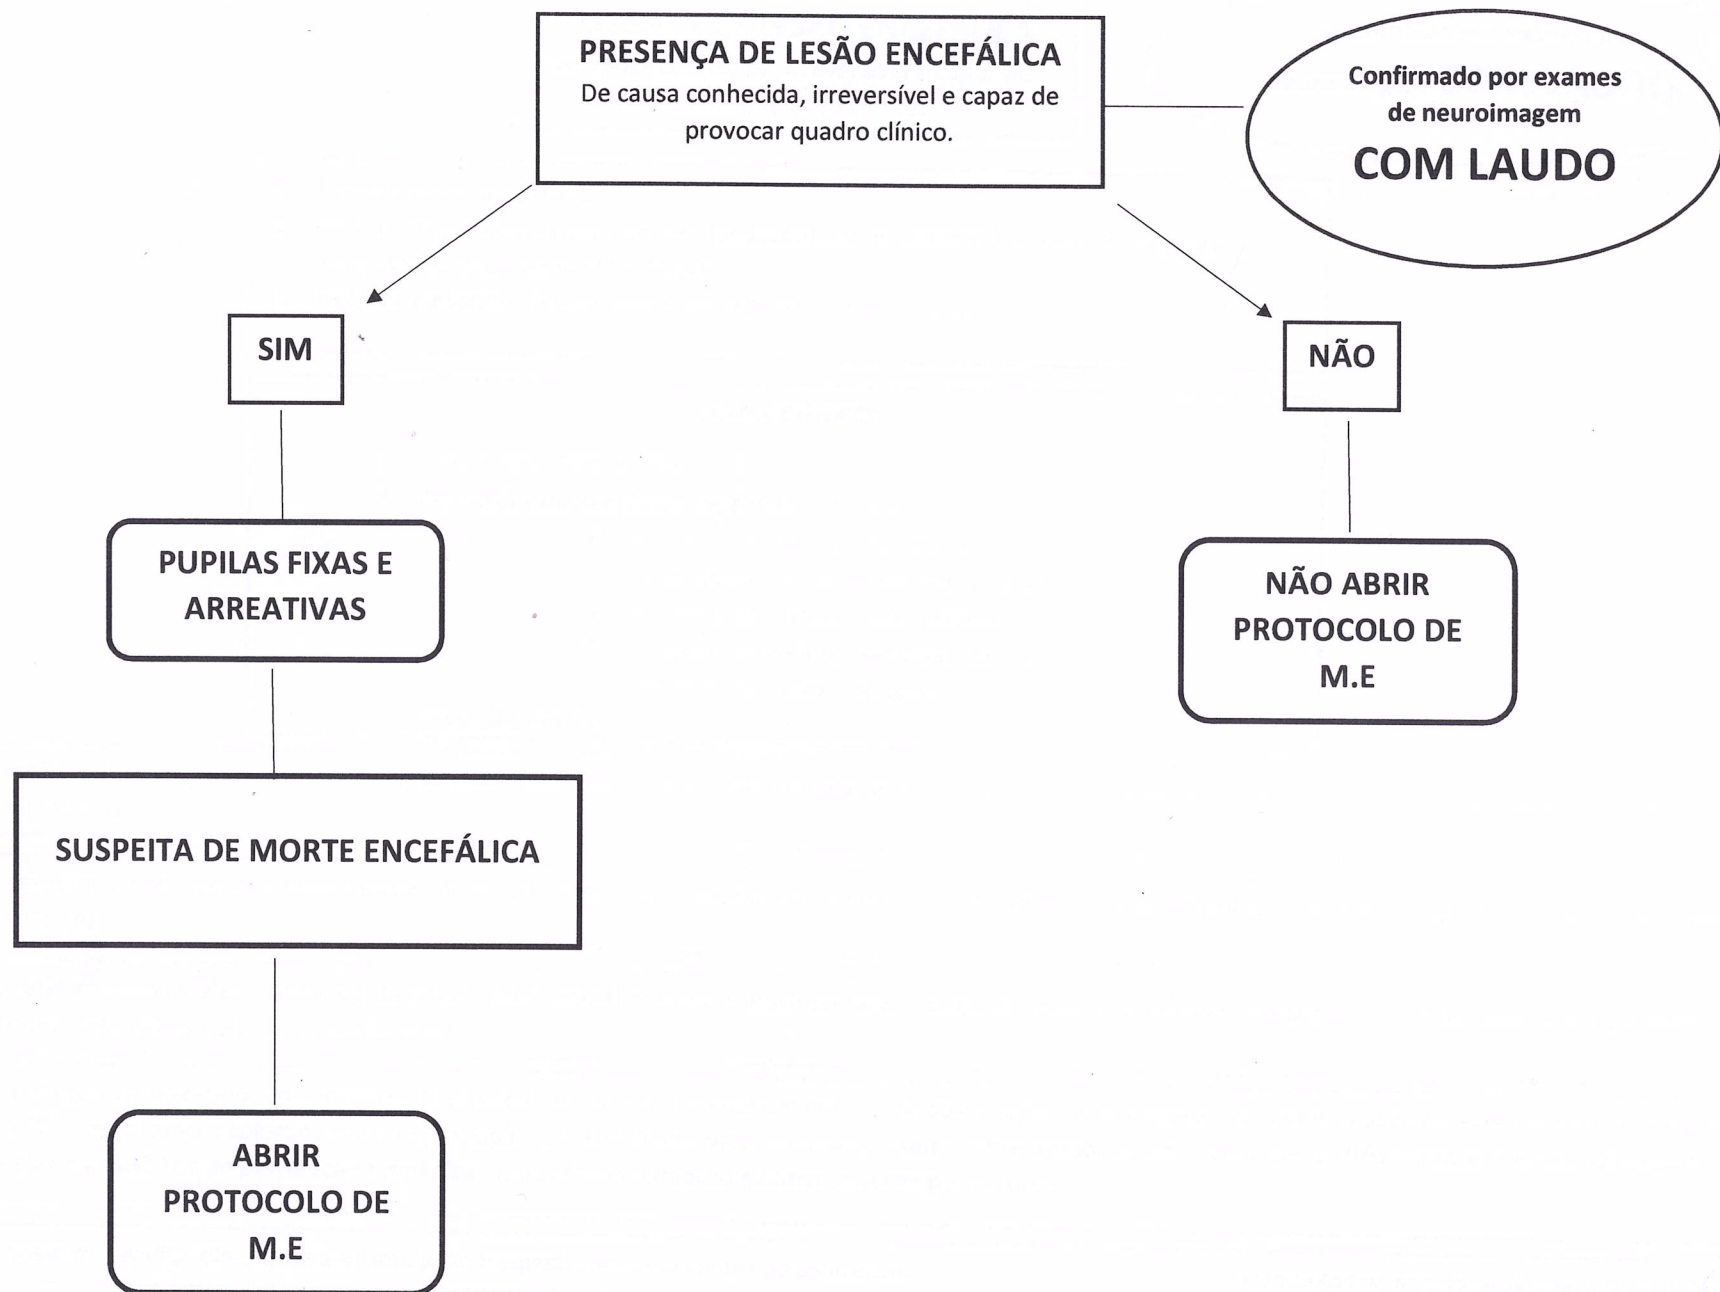 PRESENÇA DE LESÃO ENCEFÁLICA
De causa conhecida, irreversível e capaz de
provocar quadro clínico.
Confirmado por exames
de neuroimagem
COM LAUDO
SIM
NÃO
PUPILAS FIXAS E
ARREATIVAS
NÃO ABRIR
PROTOCOLO DE
M.E
SUSPEITA DE MORTE ENCEFÁLICA
ABRIR
PROTOCOLO DE
M.E